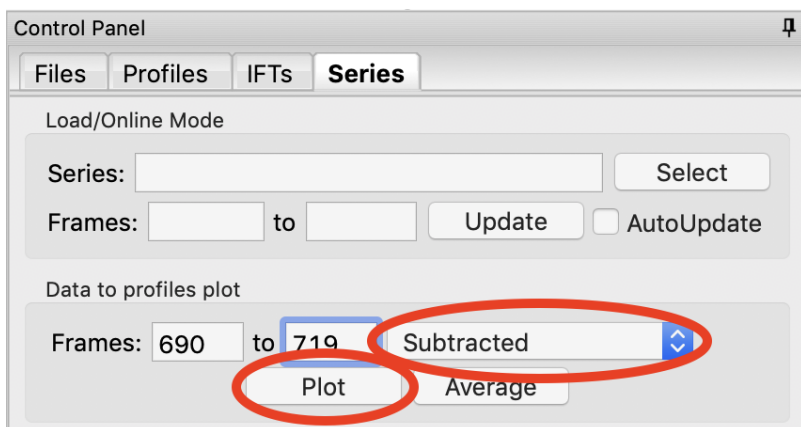 Control Panel
Files Profiles IFTs Series
Load/Online Mode
Series: Select
Frames: to Update AutoUpdate
Data to profiles plot
Frames: 690 to 719 Subtracted
Plot Average